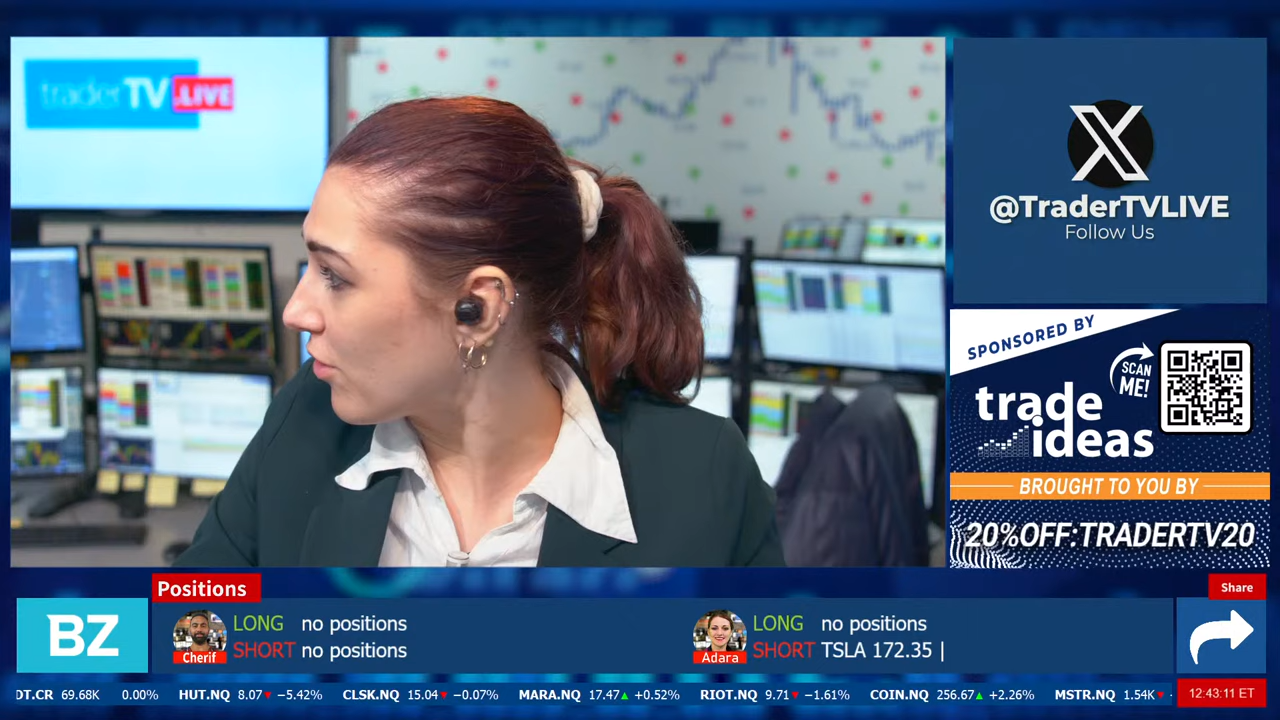 traderTV.LIVE
X
@TraderTVLIVE
Follow Us
SPONSORED BY
SCAN
ME!
trade
ideas
BROUGHT TO YOU BY
20%OFF:TRADERTV20
Positions
Share
BZ
LONG no positions
SHORT no positions
Cherif
LONG no positions
SHORT TSLA 172.35 |
Adara
DT.CR 69.68K 0.00% HUT.NQ 8.07▼ −5.42% CLSK.NQ 15.04▼ −0.07% MARA.NQ 17.47▲ +0.52% RIOT.NQ 9.71▼ −1.61% COIN.NQ 256.67▲ +2.26% MSTR.NQ 1.54K▼
12:43:11 ET